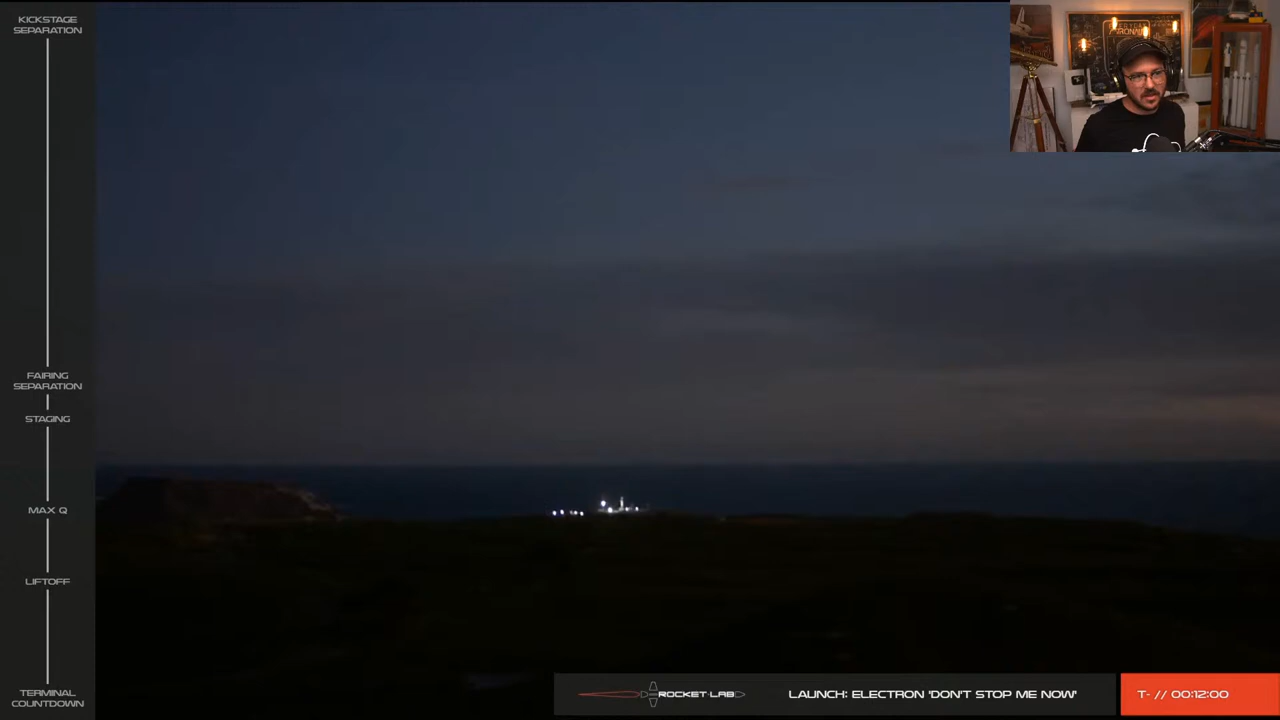 KICKSTAGE
SEPARATION
FAIRING
SEPARATION
STAGING
MAX Q
LIFTOFF
TERMINAL
COUNTDOWN
ROCKET LAB
LAUNCH: ELECTRON 'DON'T STOP ME NOW'
T- // 00:12:00